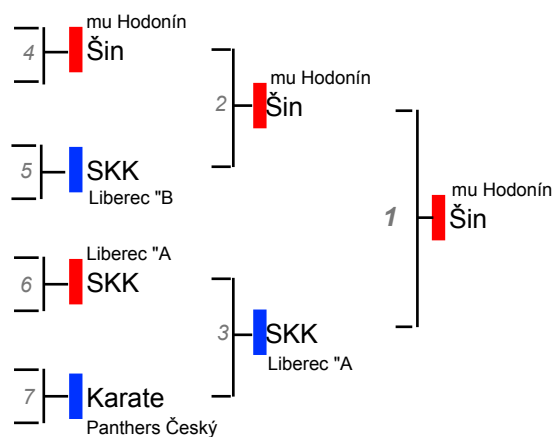 mu Hodonín
4
Šin
5
SKK
Liberec "B
Liberec "A
6
SKK
7
Karate
Panthers Český
mu Hodonín
2
Šin
3
SKK
Liberec "A
mu Hodonín
1
Šin